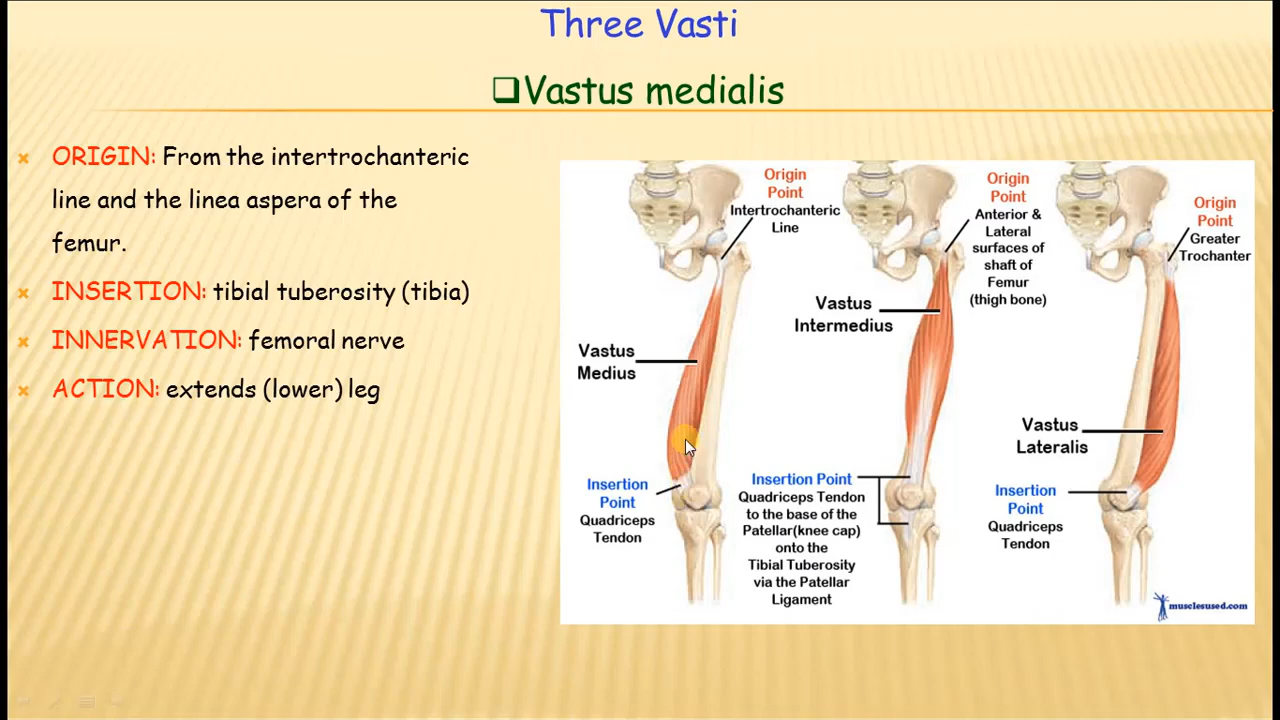 Three Vasti
Vastus medialis
ORIGIN: From the intertrochanteric
line and the linea aspera of the
femur.
INSERTION: tibial tuberosity (tibia)
INNERVATION: femoral nerve
ACTION: extends (lower) leg
Origin
Point
Intertrochanteric
Line
Vastus
Medius
Insertion
Point
Quadriceps
Tendon
Origin
Point
Anterior &
Lateral
surfaces of
shaft of
Femur
(thigh bone)
Vastus
Intermedius
Insertion Point
Quadriceps Tendon
to the base of the
Patellar(knee cap)
onto the
Tibial Tuberosity
via the Patellar
Ligament
Origin
Point
Greater
Trochanter
Vastus
Lateralis
Insertion
Point
Quadriceps
Tendon
musclesused.com